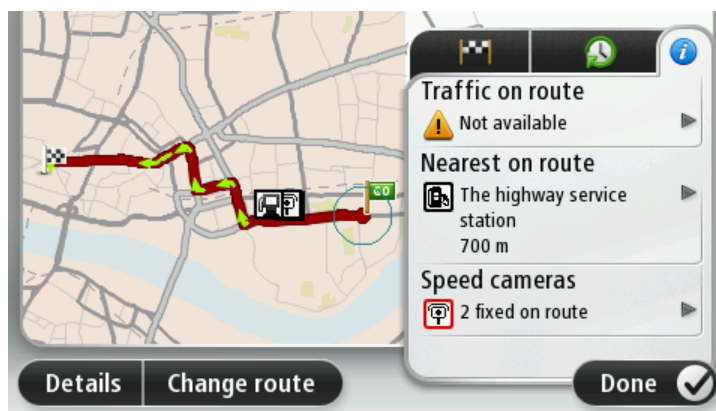 GO
Traffic on route
Not available
Nearest on route
The highway service
station
700 m
Speed cameras
2 fixed on route
Details
Change route
Done